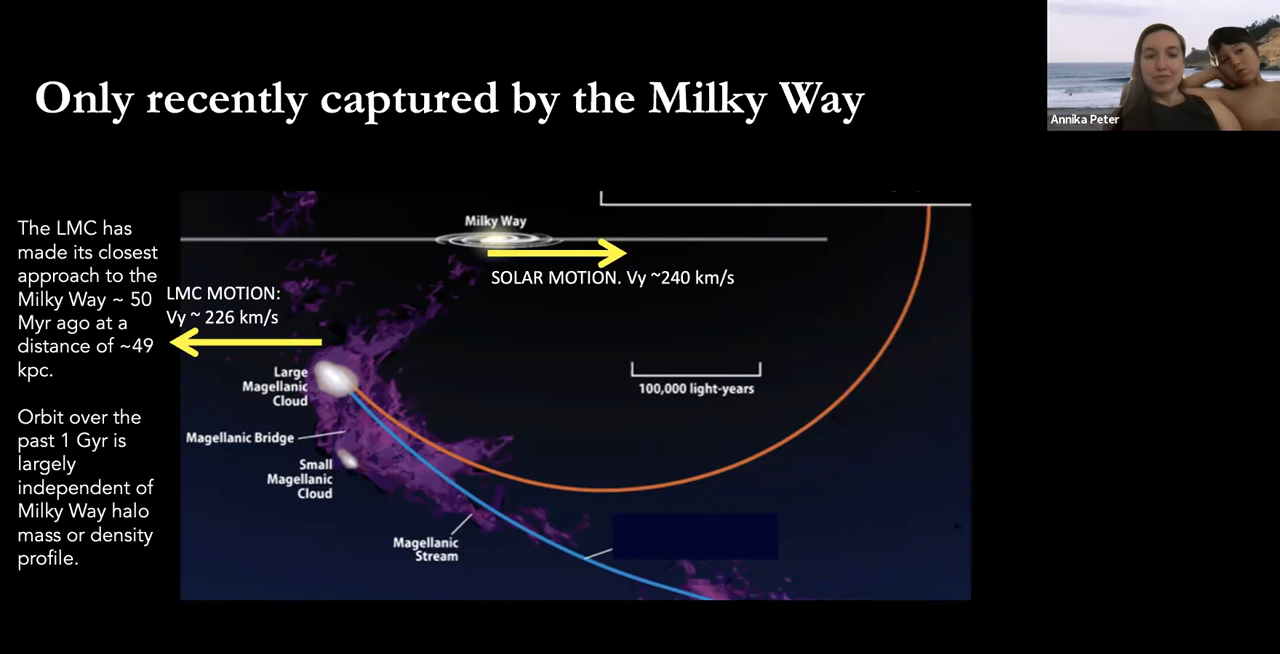 Only recently captured by the Milky Way
Annika Peter
The LMC has
made its closest
approach to the
Milky Way ~ 50
Myr ago at a
distance of ~49
kpc.
Orbit over the
past 1 Gyr is
largely
independent of
Milky Way halo
mass or density
profile.
Milky Way
SOLAR MOTION. Vy ~240 km/s
LMC MOTION:
Vy ~ 226 km/s
Large
Magellanic
Cloud
100,000 light-years
Magellanic Bridge
Small
Magellanic
Cloud
Magellanic
Stream